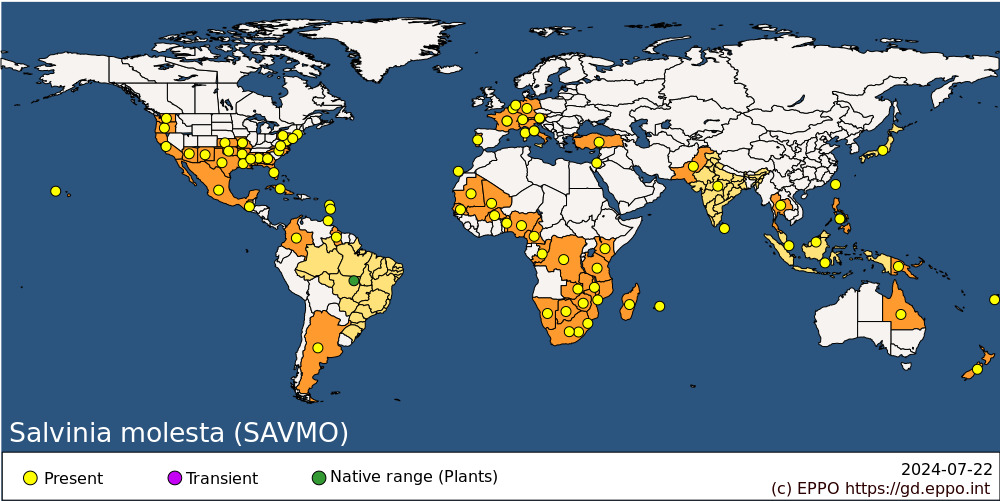 Salvinia molesta (SAVMO)
Present
Transient
Native range (Plants)
2024-07-22
(c) EPPO https://gd.eppo.int